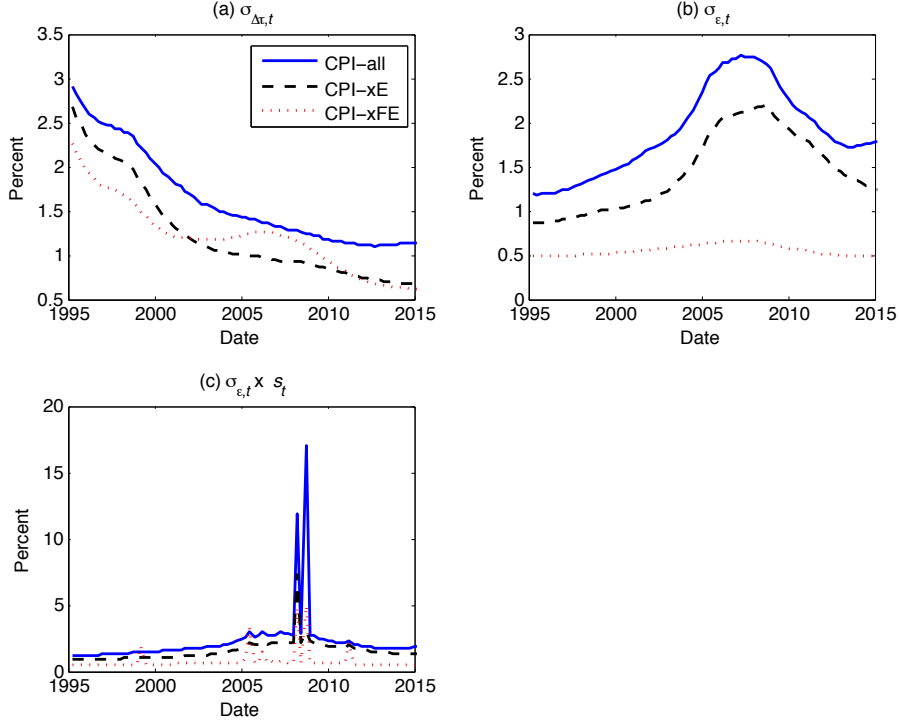 (a) σΔτ,t
3.5
3
2.5
2
1.5
1
0.5
Percent
1995 2000 2005 2010 2015
Date
CPI−all
CPI−xE
CPI−xFE
(b) σε,t
3
2.5
2
1.5
1
0.5
0
Percent
1995 2000 2005 2010 2015
Date
(c) σε,t x st
20
15
10
5
0
Percent
1995 2000 2005 2010 2015
Date